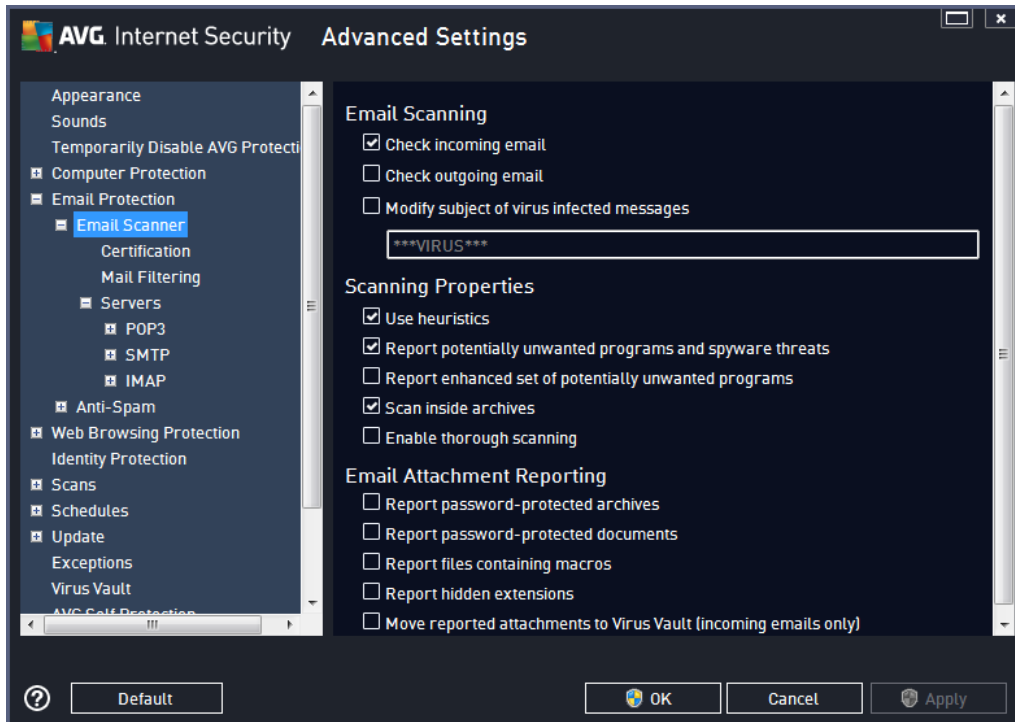 AVG. Internet Security Advanced Settings
Appearance
Sounds
Temporarily Disable AVG Protecti
Computer Protection
Email Protection
Email Scanner
Certification
Mail Filtering
Servers
POP3
SMTP
IMAP
Anti-Spam
Web Browsing Protection
Identity Protection
Scans
Schedules
Update
Exceptions
Virus Vault
AVG Self Protection
Email Scanning
Check incoming email
Check outgoing email
Modify subject of virus infected messages
***VIRUS***
Scanning Properties
Use heuristics
Report potentially unwanted programs and spyware threats
Report enhanced set of potentially unwanted programs
Scan inside archives
Enable thorough scanning
Email Attachment Reporting
Report password-protected archives
Report password-protected documents
Report files containing macros
Report hidden extensions
Move reported attachments to Virus Vault (incoming emails only)
Default
OK
Cancel
Apply